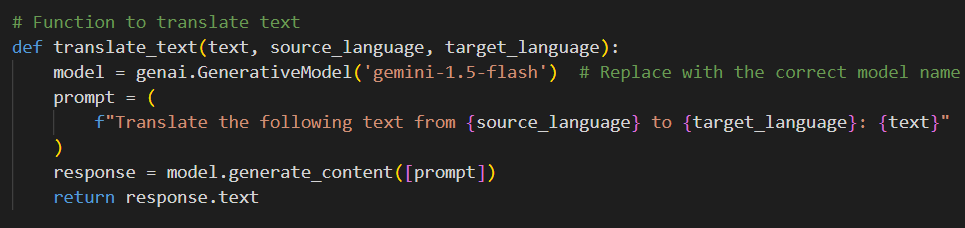 # Function to translate text
def translate_text(text, source_language, target_language):
    model = genai.GenerativeModel('gemini-1.5-flash')  # Replace with the correct model name
    prompt = (
        f"Translate the following text from {source_language} to {target_language}: {text}"
    )
    response = model.generate_content([prompt])
    return response.text